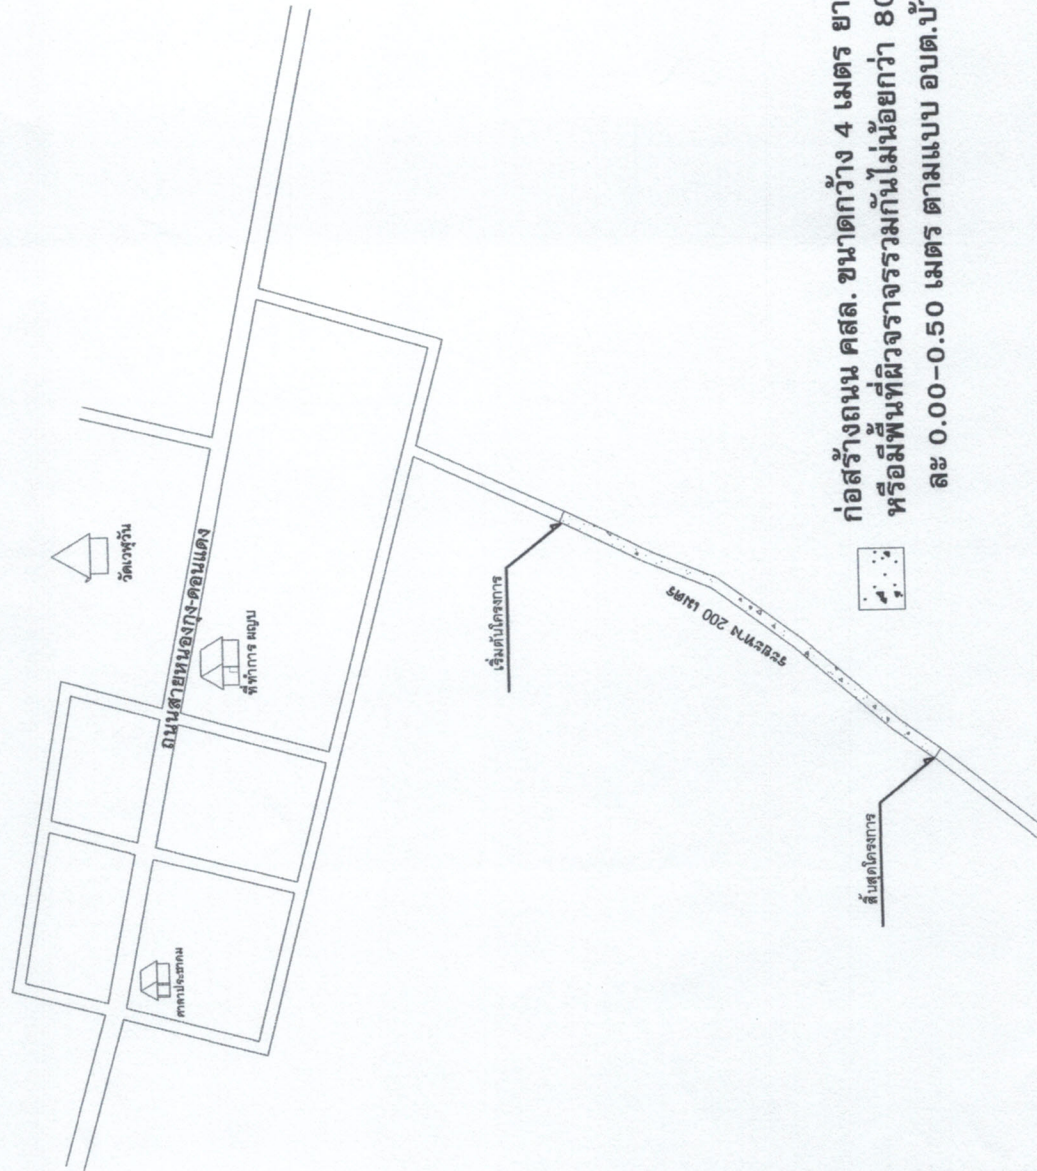 วัดเวฬุวัน
ถนนสายหนองกุง-ดอนแดง
ที่ทำการ ผญบ
ศาลาประชาคม
เริ่มต้นโครงการ
ระยะทาง 200 เมตร
สิ้นสุดโครงการ
ก่อสร้างถนน คสล. ขนาดกว้าง 4 เมตร
หรือมีพื้นที่ผิวจราจรรวมกันไม่น้อยกว่า 80
ละ 0.00-0.50 เมตร ตามแบบ อบต.